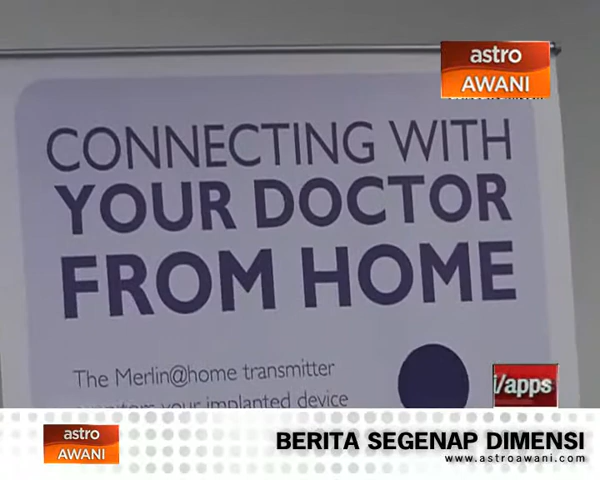 astro
AWANI
CONNECTING WITH
YOUR DOCTOR
FROM HOME
The Merlin@home transmitter
your implanted device
i/apps
astro
AWANI
BERITA SEGENAP DIMENSI
www.astroawani.com